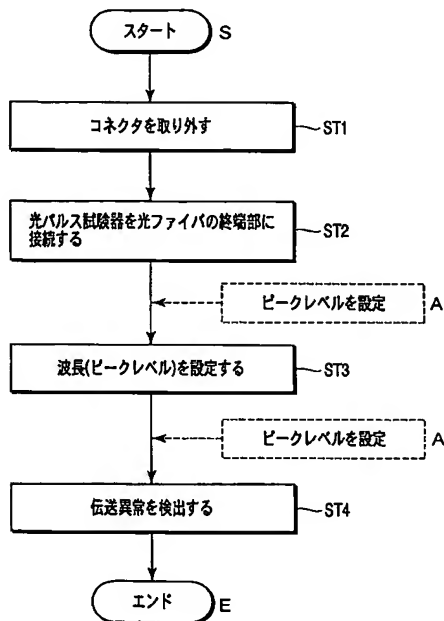 スタート S
コネクタを取り外す ST1
光パルス試験器を光ファイバの終端部に
接続する ST2
ピークレベルを設定 A
波長(ピークレベル)を設定する ST3
ピークレベルを設定 A
伝送異常を検出する ST4
エンド E